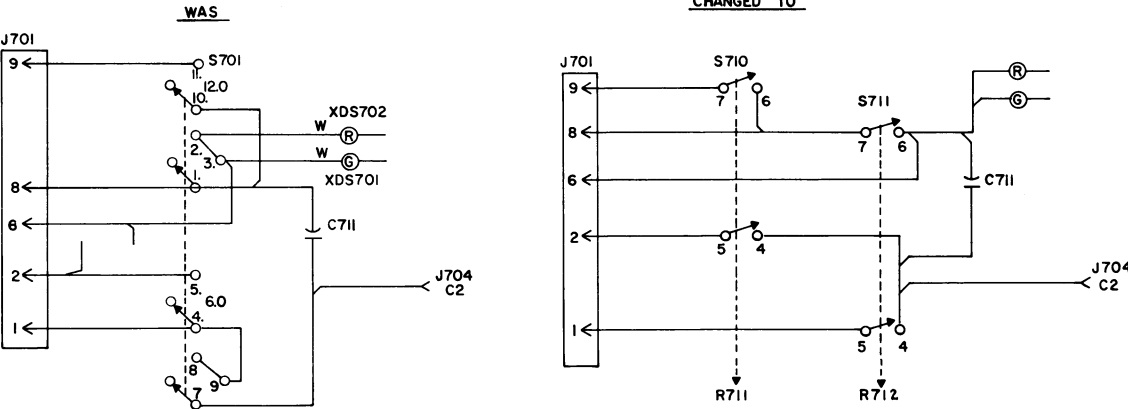 WAS
CHANGED TO
J701
9
S701
11.
12.0
10.
XDS702
W
R
2.
3.
W
G
1.
XDS701
8
6
C711
2
5.
J704
C2
6.0
4.
1
8
9
7
J701
S710
R
9
7
6
S711
G
8
7
6
6
C711
2
5
4
J704
C2
1
5
4
R711
R712